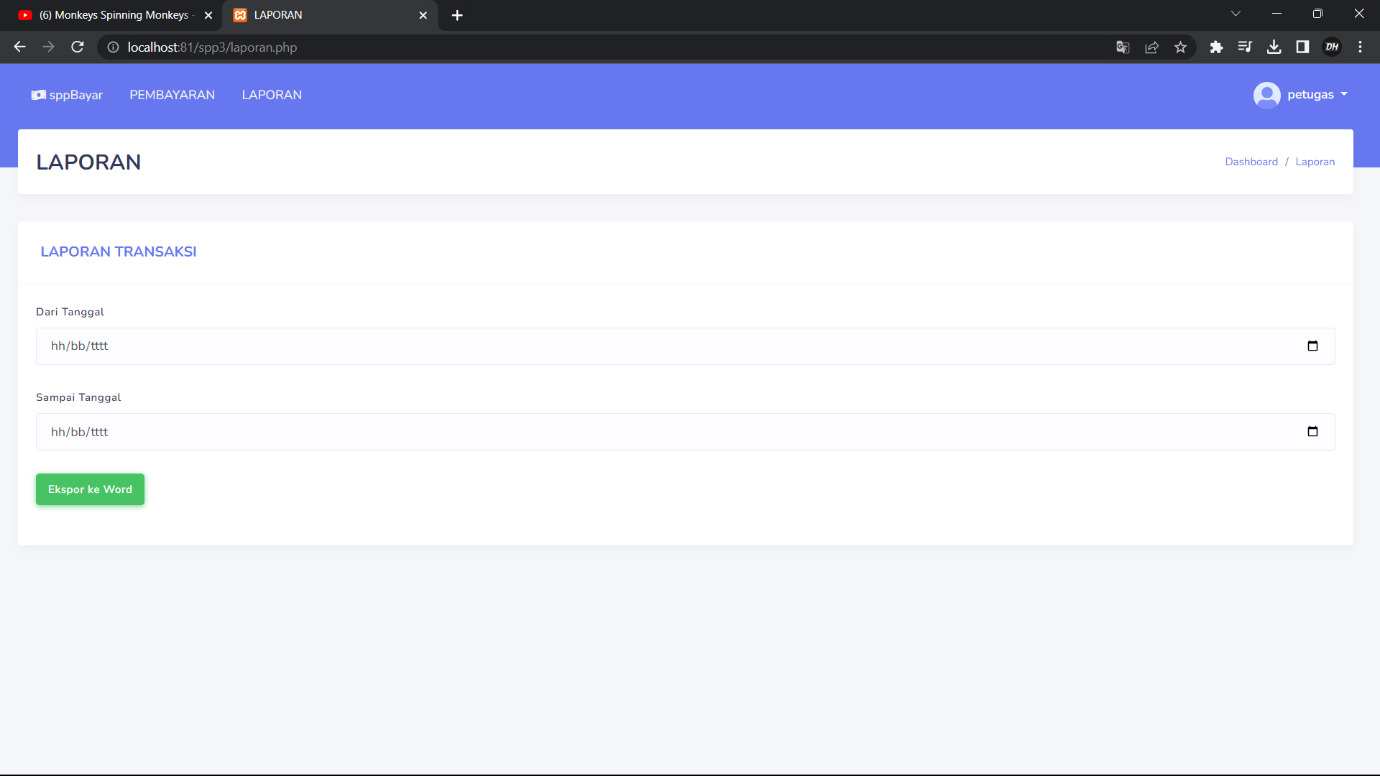 (6) Monkeys Spinning Monkeys -
LAPORAN
localhost:81/spp3/laporan.php
DH
sppBayar PEMBAYARAN LAPORAN petugas
LAPORAN
Dashboard / Laporan
LAPORAN TRANSAKSI
Dari Tanggal
hh/bb/tttt
Sampai Tanggal
hh/bb/tttt
Ekspor ke Word